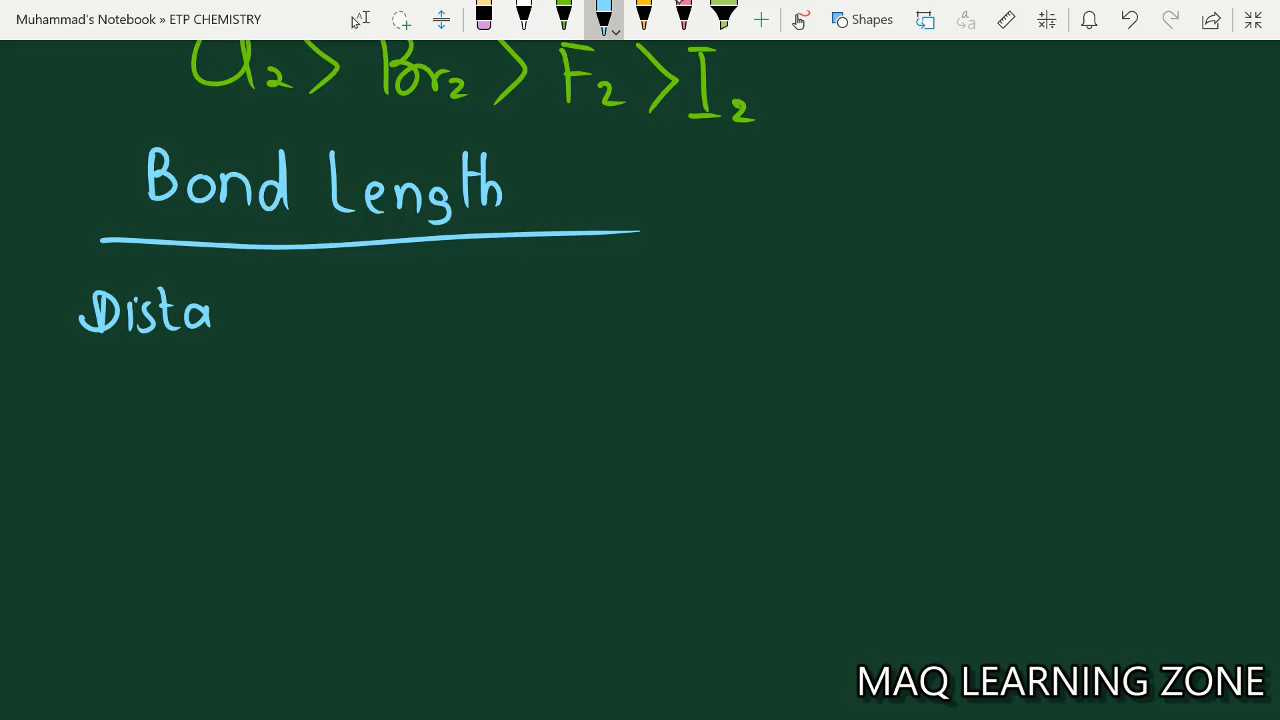 Muhammad's Notebook » ETP CHEMISTRY
Shapes
Cl2 > Br2 > F2 > I2
Bond Length
Dista
MAQ LEARNING ZONE